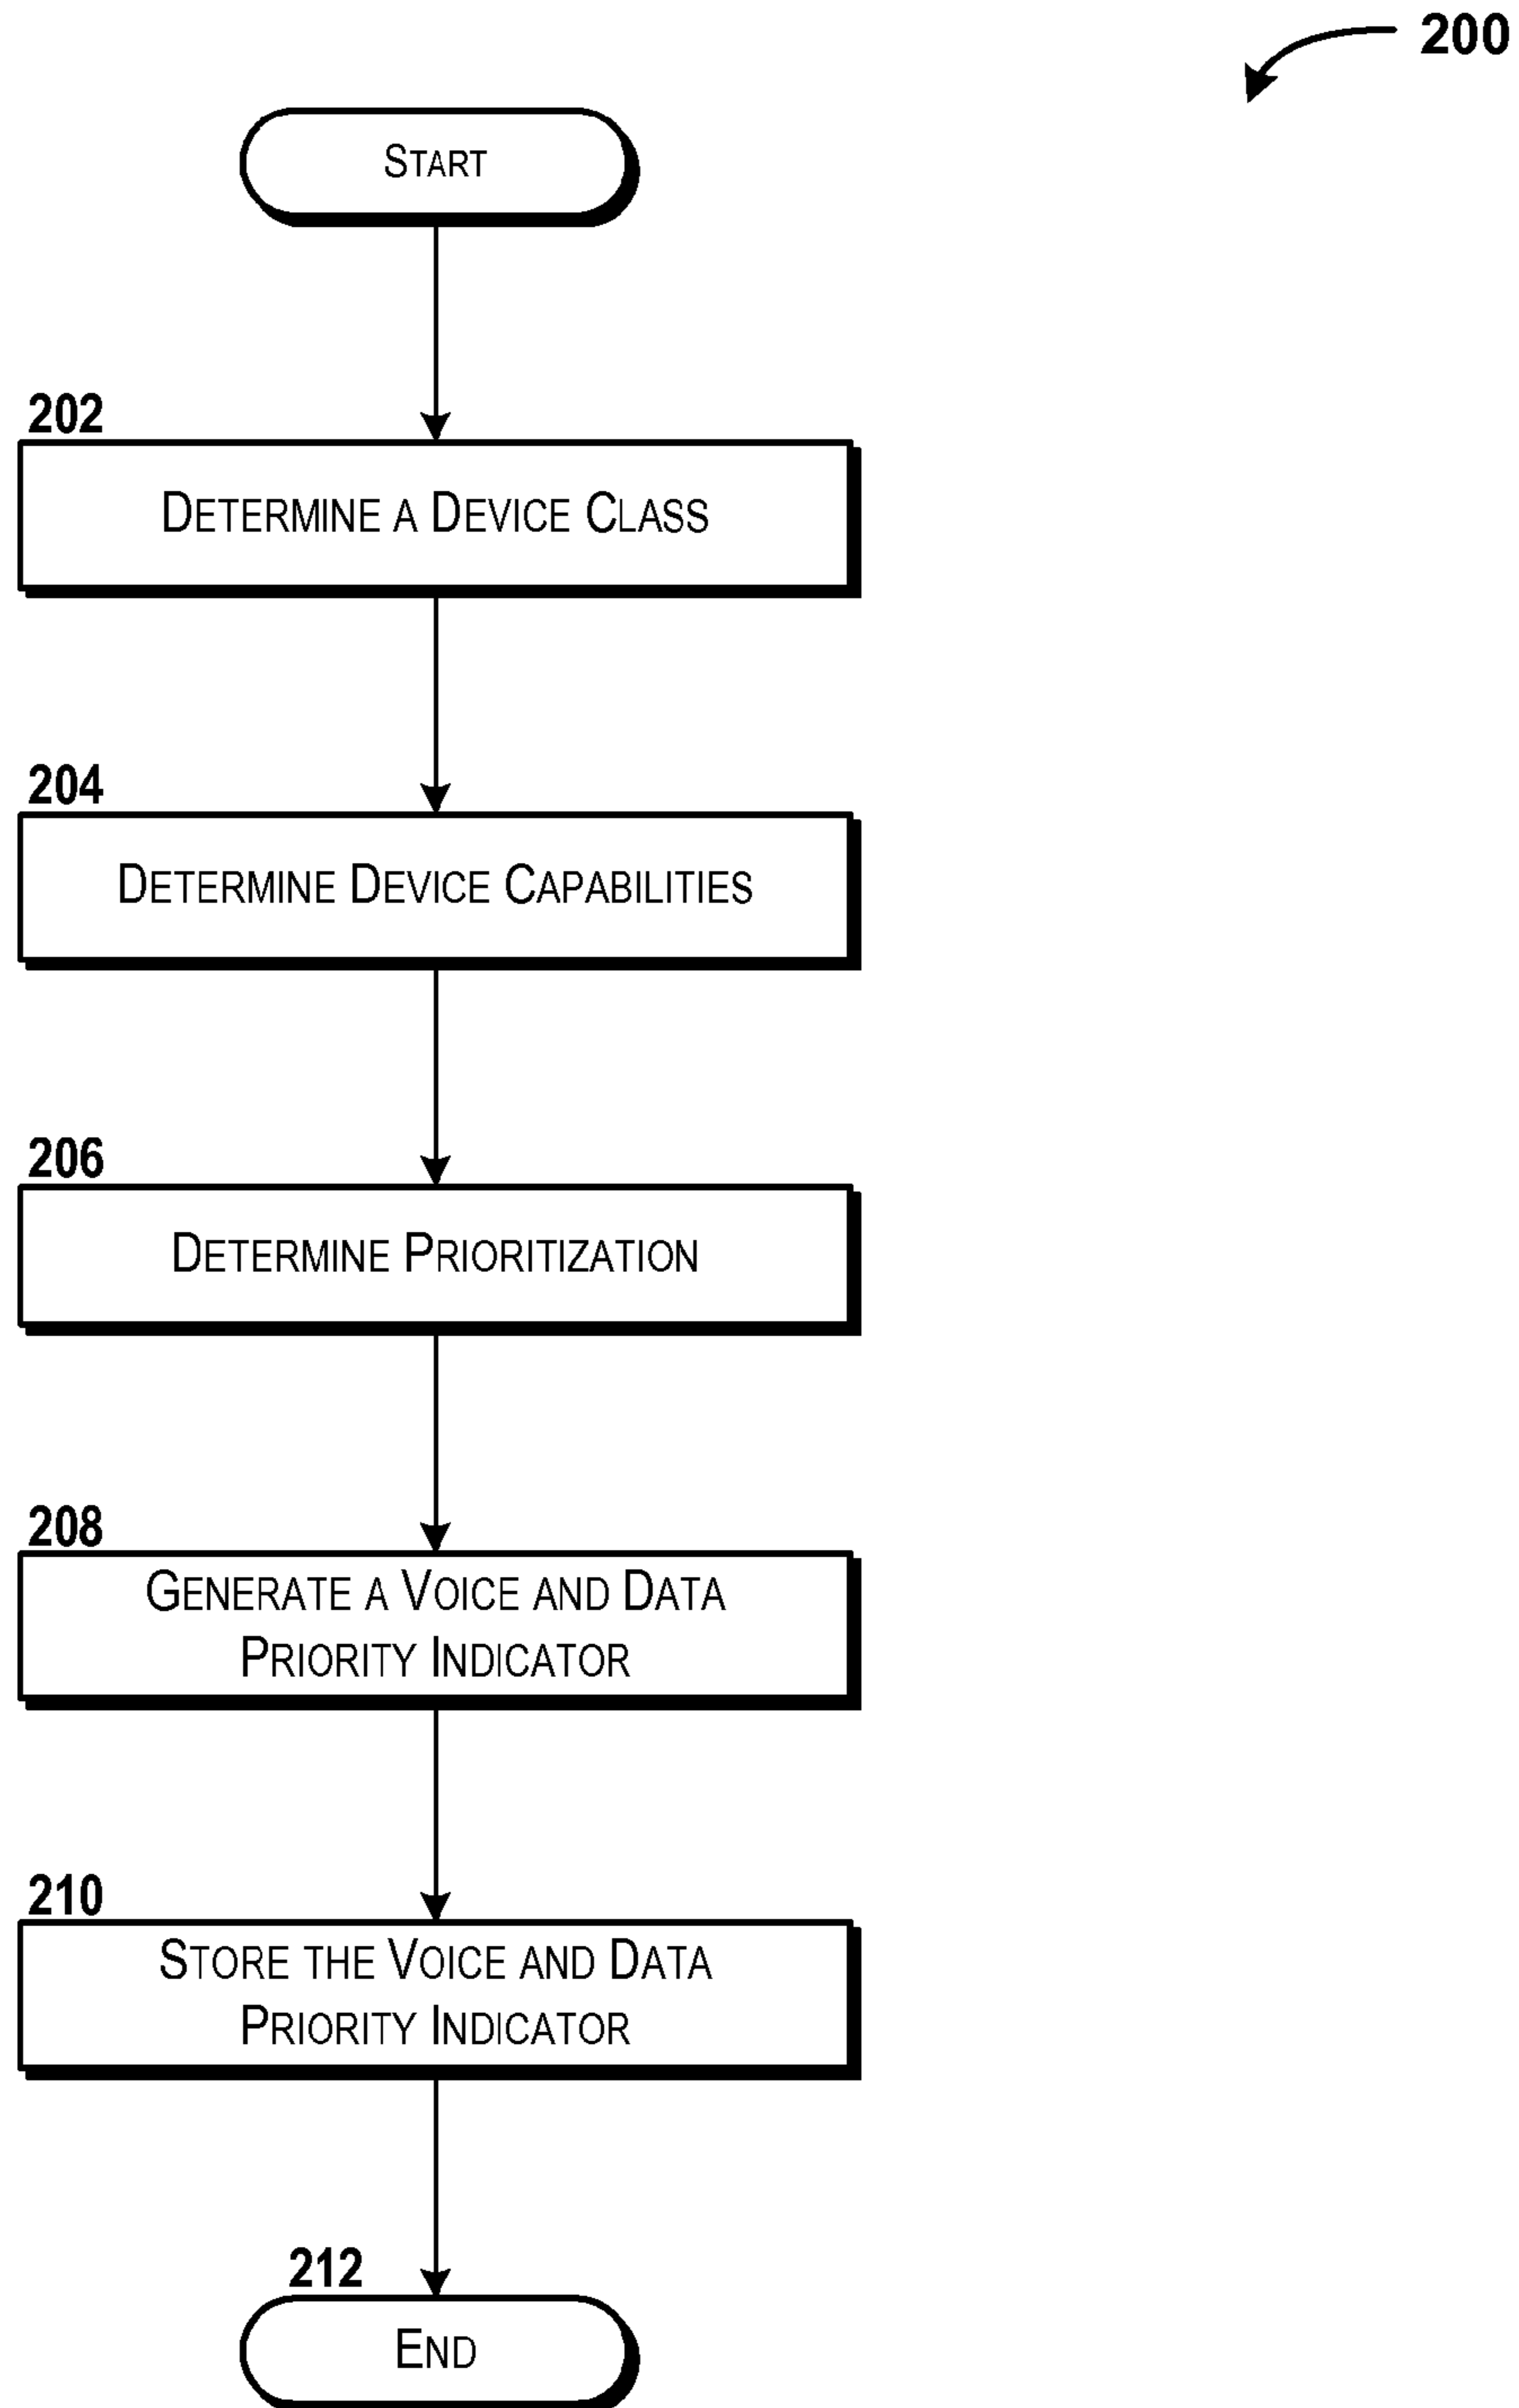 200
START
202
DETERMINE A DEVICE CLASS
204
DETERMINE DEVICE CAPABILITIES
206
DETERMINE PRIORITIZATION
208
GENERATE A VOICE AND DATA
PRIORITY INDICATOR
210
STORE THE VOICE AND DATA
PRIORITY INDICATOR
212
END